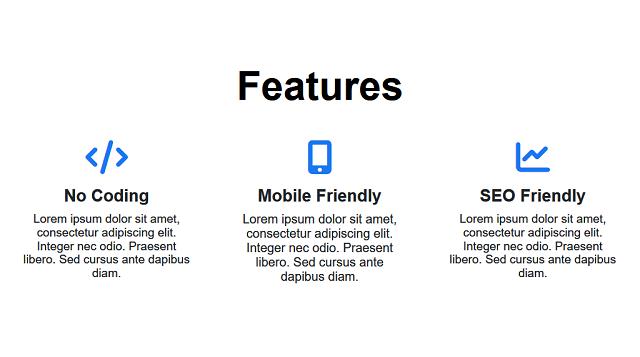 Features
No Coding
Lorem ipsum dolor sit amet,
consectetur adipiscing elit.
Integer nec odio. Praesent
libero. Sed cursus ante dapibus
diam.
Mobile Friendly
Lorem ipsum dolor sit amet,
consectetur adipiscing elit.
Integer nec odio. Praesent
libero. Sed cursus ante
dapibus diam.
SEO Friendly
Lorem ipsum dolor sit amet,
consectetur adipiscing elit.
Integer nec odio. Praesent
libero. Sed cursus ante dapibus
diam.